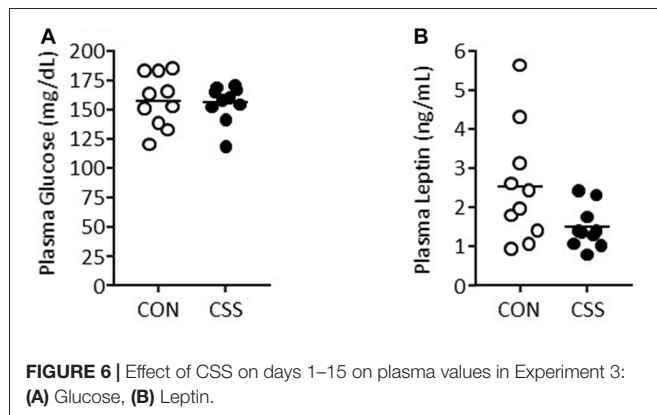 A
Plasma Glucose (mg/dL)
200
175
150
125
100
75
50
25
0
CON CSS
B
Plasma Leptin (ng/mL)
6
5
4
3
2
1
0
CON CSS
FIGURE 6 | Effect of CSS on days 1–15 on plasma values in Experiment 3:
(A) Glucose, (B) Leptin.